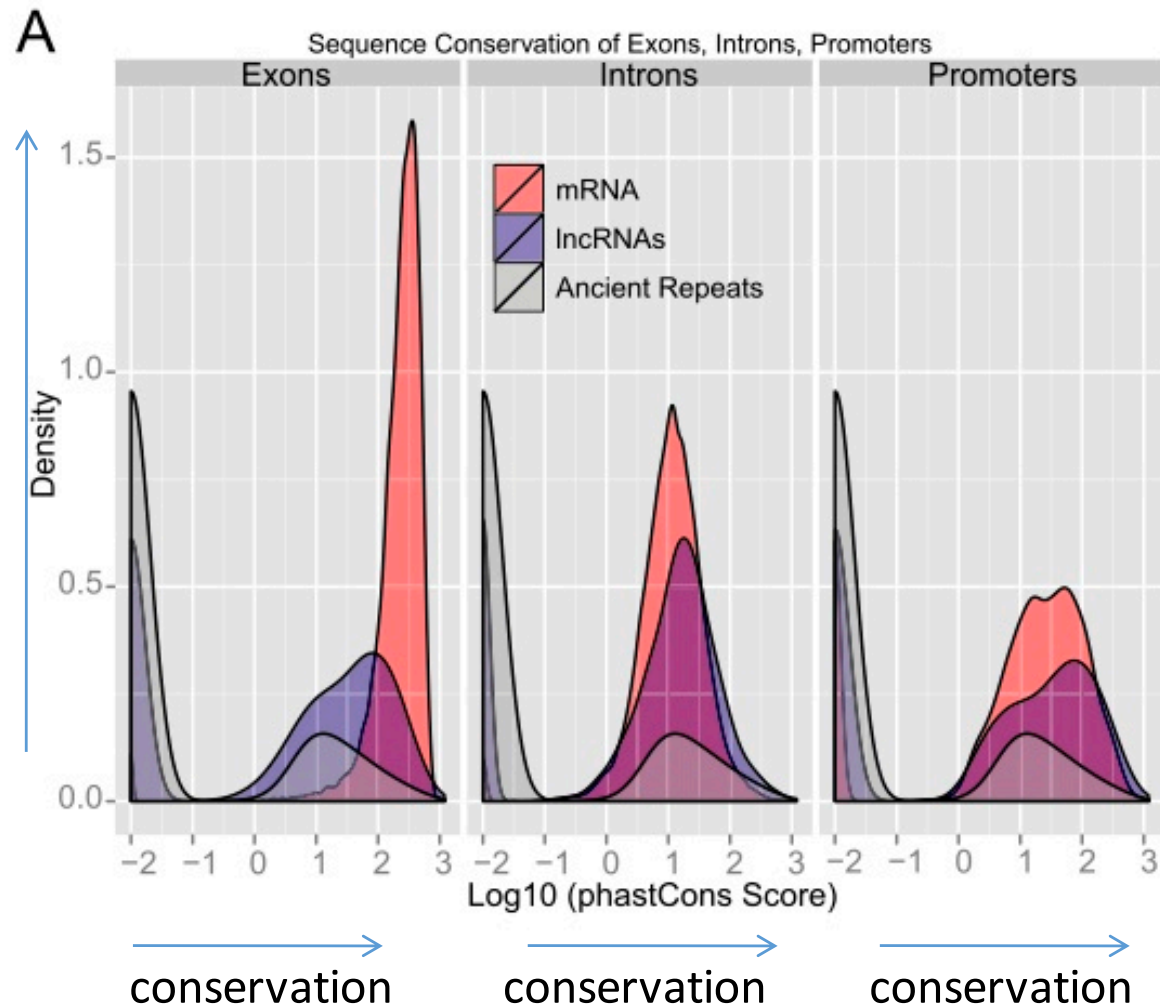 A
Sequence Conservation of Exons, Introns, Promoters
Exons Introns Promoters
mRNA
lncRNAs
Ancient Repeats
Density
1.5
1.0
0.5
0.0
−2 −1 0 1 2 3 −2 −1 0 1 2 3 −2 −1 0 1 2 3
Log10 (phastCons Score)
conservation conservation conservation